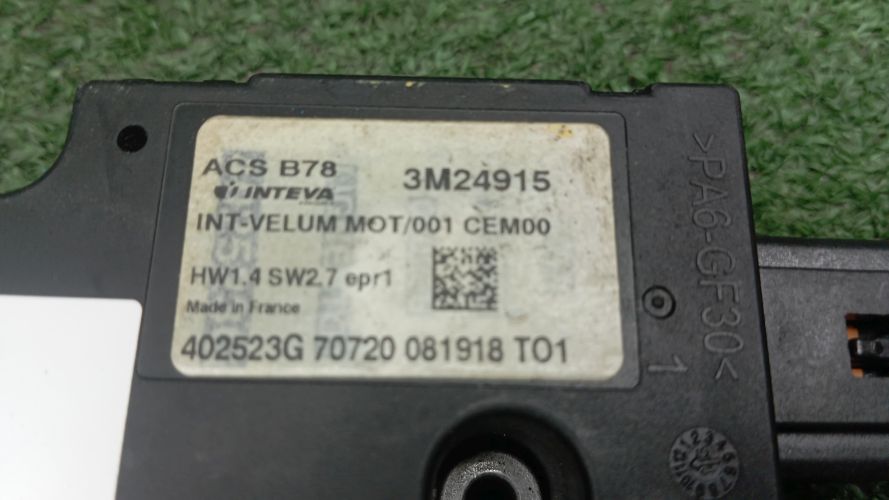 ACS B78 3M24915
INTEVA
INT-VELUM MOT/001 CEM00
HW1.4 SW2.7 epr1
Made in France
402523G 70720 081918 T01
>PA6-GF30<
1